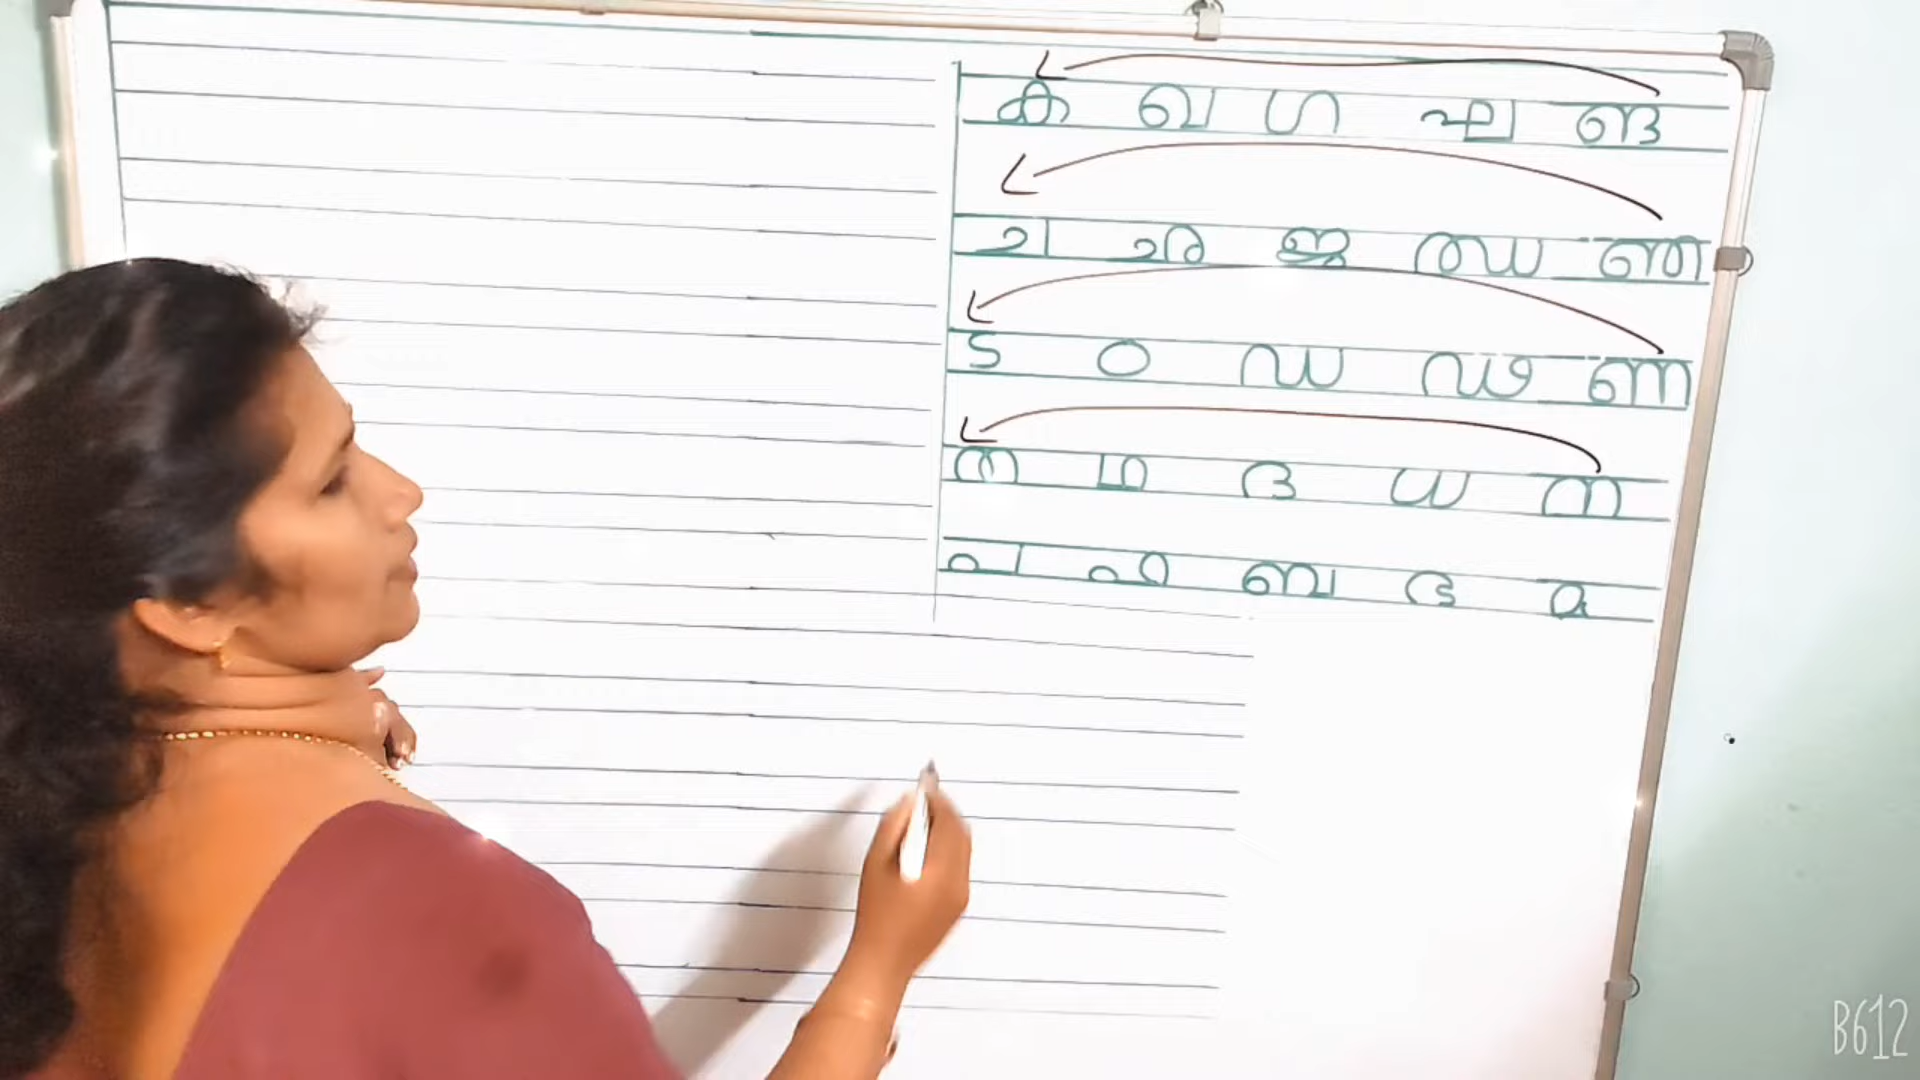 ക ഖ ഗ ഘ ങ
ച ഛ ജ ഝ ഞ
ട ഠ ഡ ഢ ണ
ത ഥ ദ ധ ന
പ ഫ ബ ഭ മ
B612